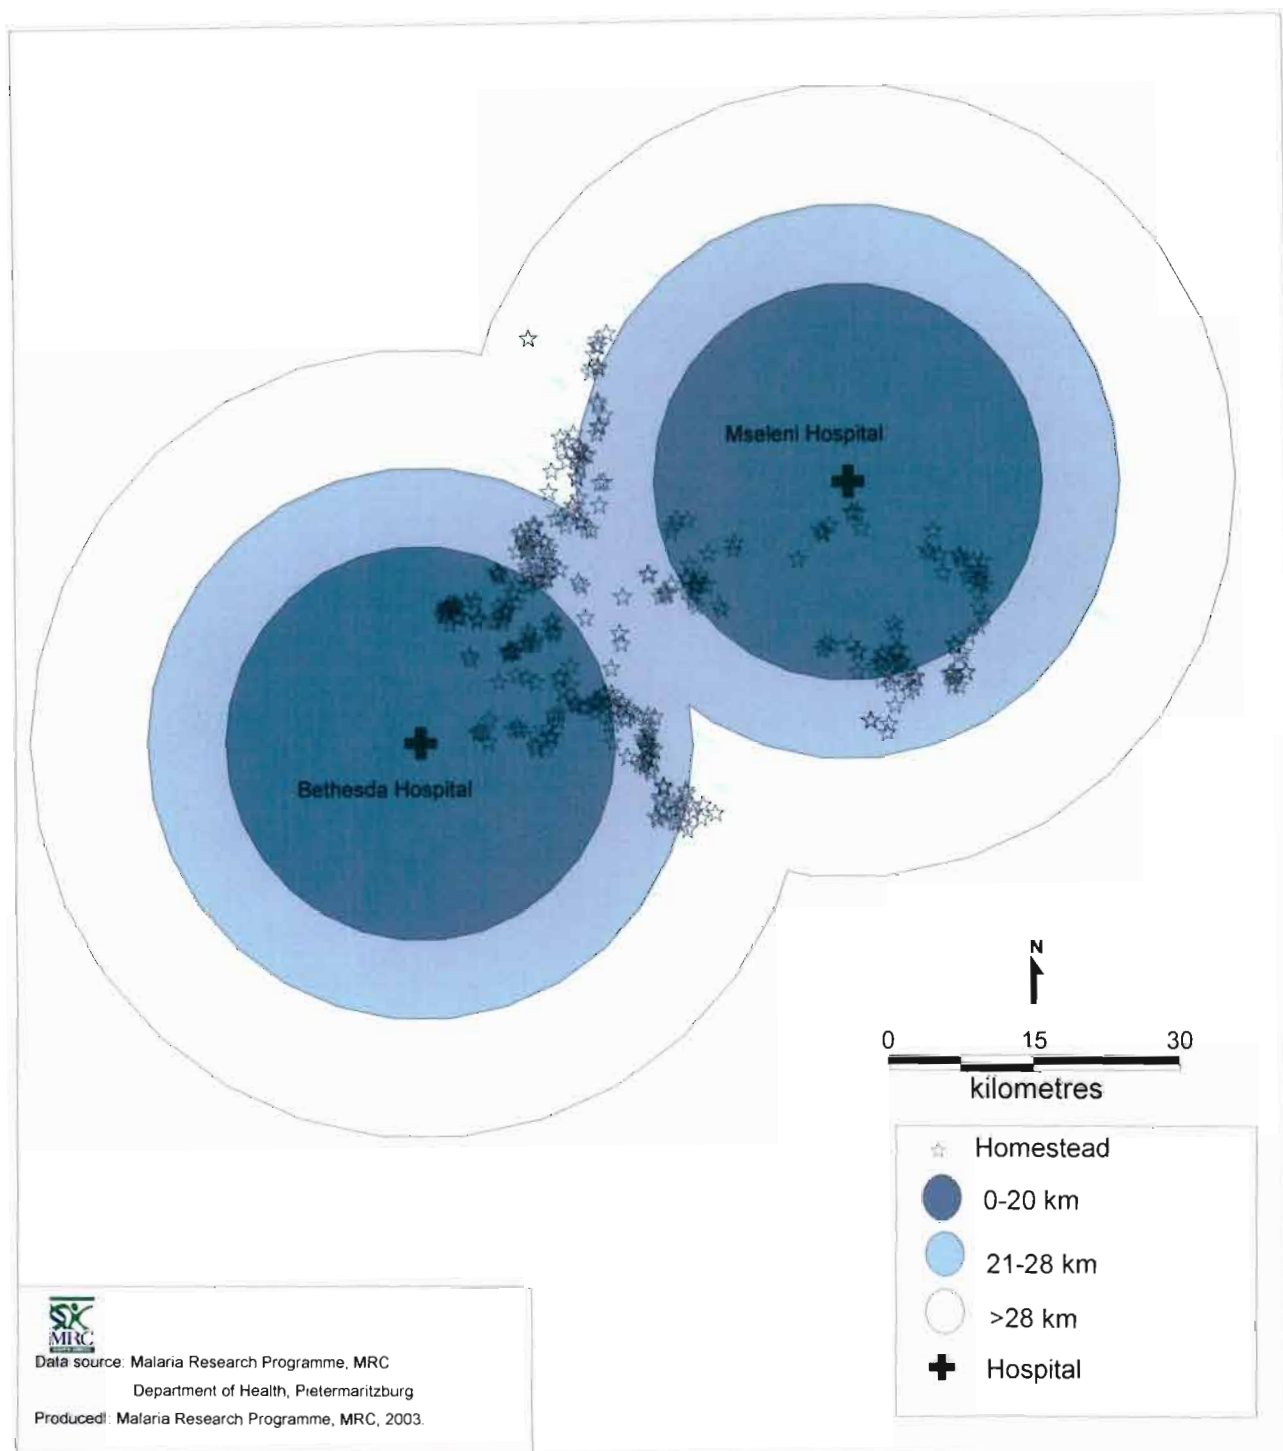 Mseleni Hospital
Bethesda Hospital
N
0 15 30
kilometres
Homestead
0-20 km
21-28 km
>28 km
Hospital
MRC
Data source: Malaria Research Programme, MRC
Department of Health, Pietermaritzburg
Produced: Malaria Research Programme, MRC, 2003.